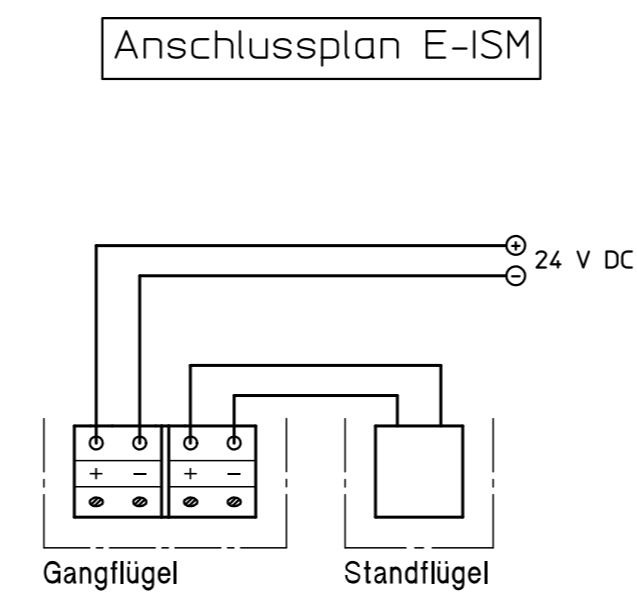 Anschlussplan E-ISM
+
24 V DC
−
+ − + −
Gangflügel Standflügel